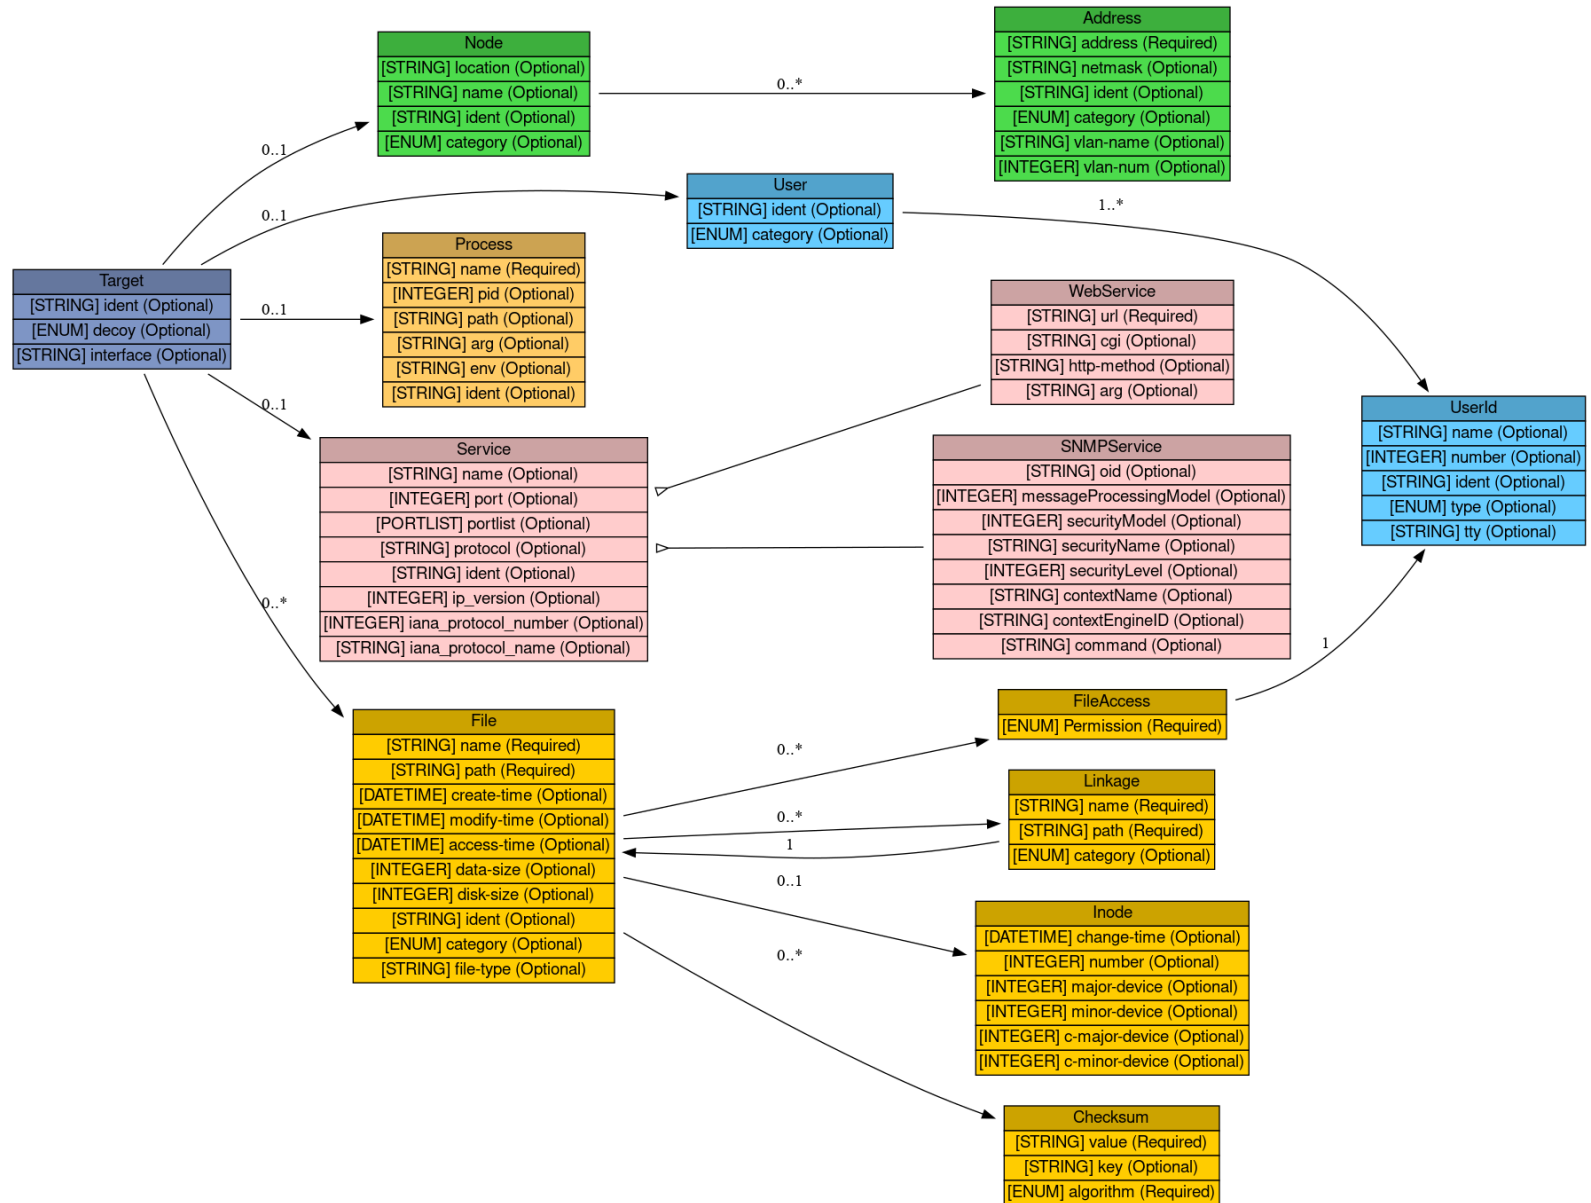 Node
[STRING] location (Optional)
[STRING] name (Optional)
[STRING] ident (Optional)
[ENUM] category (Optional)
0..*
Address
[STRING] address (Required)
[STRING] netmask (Optional)
[STRING] ident (Optional)
[ENUM] category (Optional)
[STRING] vlan-name (Optional)
[INTEGER] vlan-num (Optional)
0..1
User
[STRING] ident (Optional)
[ENUM] category (Optional)
0..1
1..*
Target
[STRING] ident (Optional)
[ENUM] decoy (Optional)
[STRING] interface (Optional)
0..1
Process
[STRING] name (Required)
[INTEGER] pid (Optional)
[STRING] path (Optional)
[STRING] arg (Optional)
[STRING] env (Optional)
[STRING] ident (Optional)
WebService
[STRING] url (Required)
[STRING] cgi (Optional)
[STRING] http-method (Optional)
[STRING] arg (Optional)
0..1
Service
[STRING] name (Optional)
[INTEGER] port (Optional)
[PORTLIST] portlist (Optional)
[STRING] protocol (Optional)
[STRING] ident (Optional)
[INTEGER] ip_version (Optional)
[INTEGER] iana_protocol_number (Optional)
[STRING] iana_protocol_name (Optional)
SNMPService
[STRING] oid (Optional)
[INTEGER] messageProcessingModel (Optional)
[INTEGER] securityModel (Optional)
[STRING] securityName (Optional)
[INTEGER] securityLevel (Optional)
[STRING] contextName (Optional)
[STRING] contextEngineID (Optional)
[STRING] command (Optional)
UserId
[STRING] name (Optional)
[INTEGER] number (Optional)
[STRING] ident (Optional)
[ENUM] type (Optional)
[STRING] tty (Optional)
0..*
1
File
[STRING] name (Required)
[STRING] path (Required)
[DATETIME] create-time (Optional)
[DATETIME] modify-time (Optional)
[DATETIME] access-time (Optional)
[INTEGER] data-size (Optional)
[INTEGER] disk-size (Optional)
[STRING] ident (Optional)
[ENUM] category (Optional)
[STRING] file-type (Optional)
0..*
FileAccess
[ENUM] Permission (Required)
0..*
1
Linkage
[STRING] name (Required)
[STRING] path (Required)
[ENUM] category (Optional)
0..1
Inode
[DATETIME] change-time (Optional)
[INTEGER] number (Optional)
[INTEGER] major-device (Optional)
[INTEGER] minor-device (Optional)
[INTEGER] c-major-device (Optional)
[INTEGER] c-minor-device (Optional)
0..*
Checksum
[STRING] value (Required)
[STRING] key (Optional)
[ENUM] algorithm (Required)